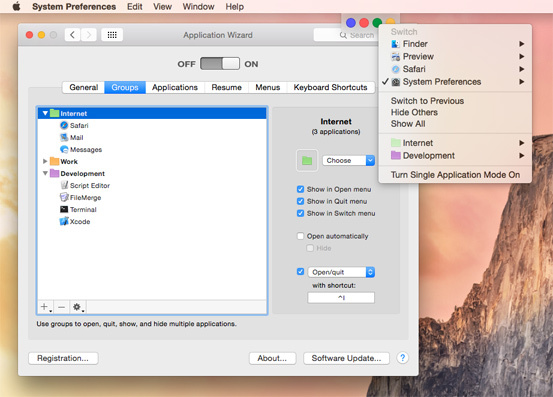 System Preferences Edit View Window Help
Application Wizard
Search
OFF ON
General Groups Applications Resume Menus Keyboard Shortcuts
Internet
Safari
Mail
Messages
Work
Development
Script Editor
FileMerge
Terminal
Xcode
Internet
(3 applications)
Choose
Show in Open menu
Show in Quit menu
Show in Switch menu
Open automatically
Hide
Open/quit
with shortcut:
^I
Use groups to open, quit, show, and hide multiple applications.
Registration... About... Software Update... ?
Switch
Finder
Preview
Safari
System Preferences
Switch to Previous
Hide Others
Show All
Internet
Development
Turn Single Application Mode On